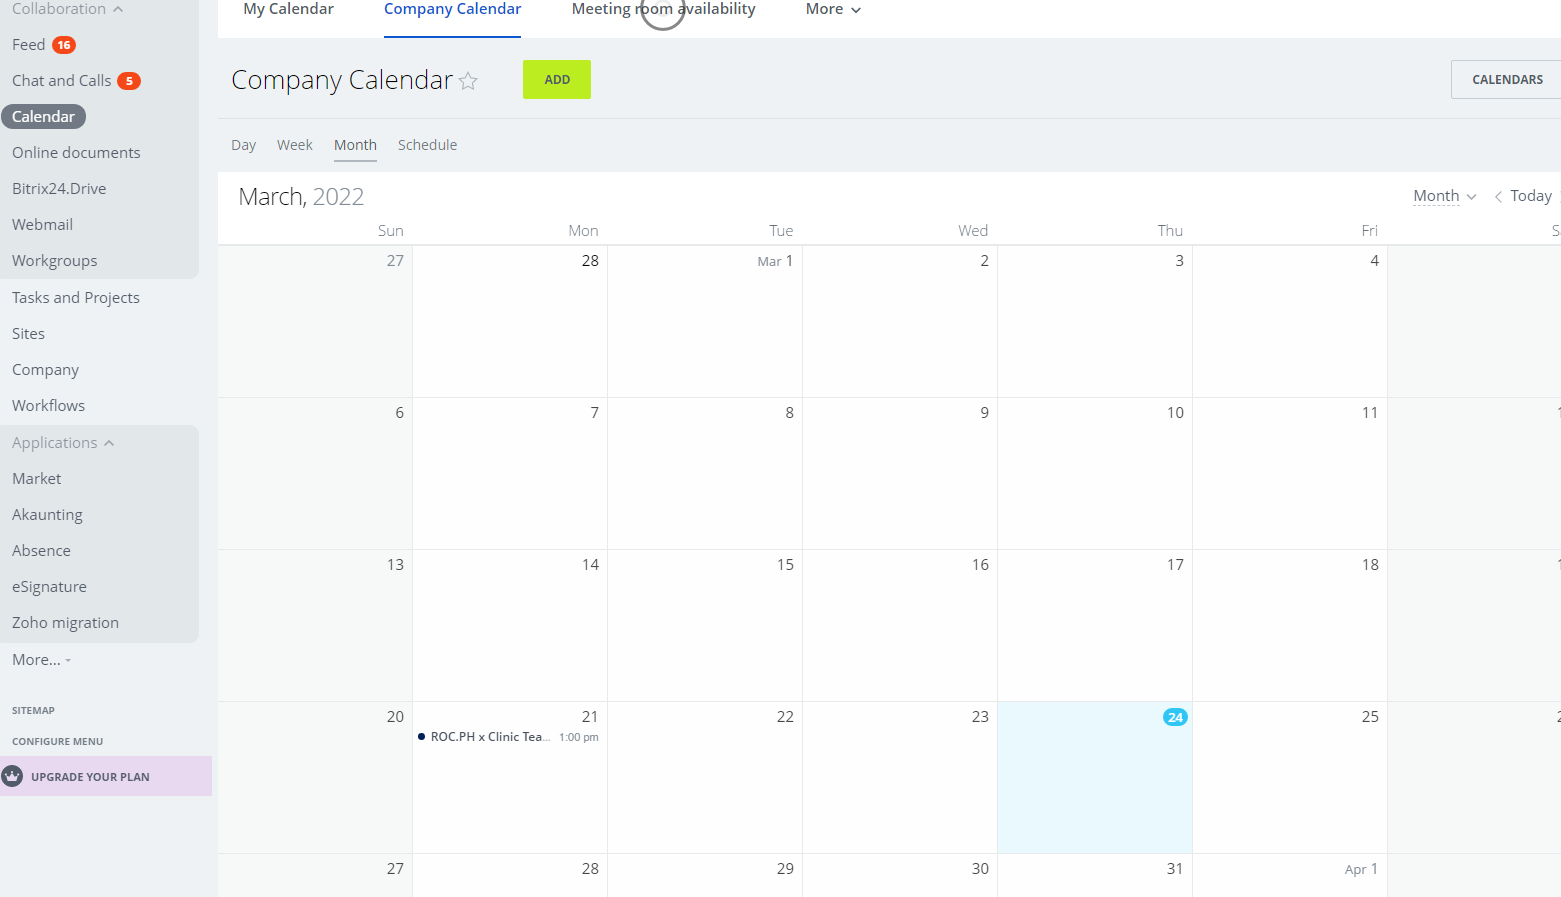 Collaboration
Feed 16
Chat and Calls 5
Calendar
Online documents
Bitrix24.Drive
Webmail
Workgroups
Tasks and Projects
Sites
Company
Workflows
Applications
Market
Akaunting
Absence
eSignature
Zoho migration
More...
SITEMAP
CONFIGURE MENU
UPGRADE YOUR PLAN
My Calendar Company Calendar Meeting room availability More
Company Calendar ADD CALENDARS
Day Week Month Schedule
March, 2022 Month Today
Sun Mon Tue Wed Thu Fri
27 28 Mar 1 2 3 4
6 7 8 9 10 11
13 14 15 16 17 18
20 21 22 23 24 25
ROC.PH x Clinic Tea... 1:00 pm
27 28 29 30 31 Apr 1